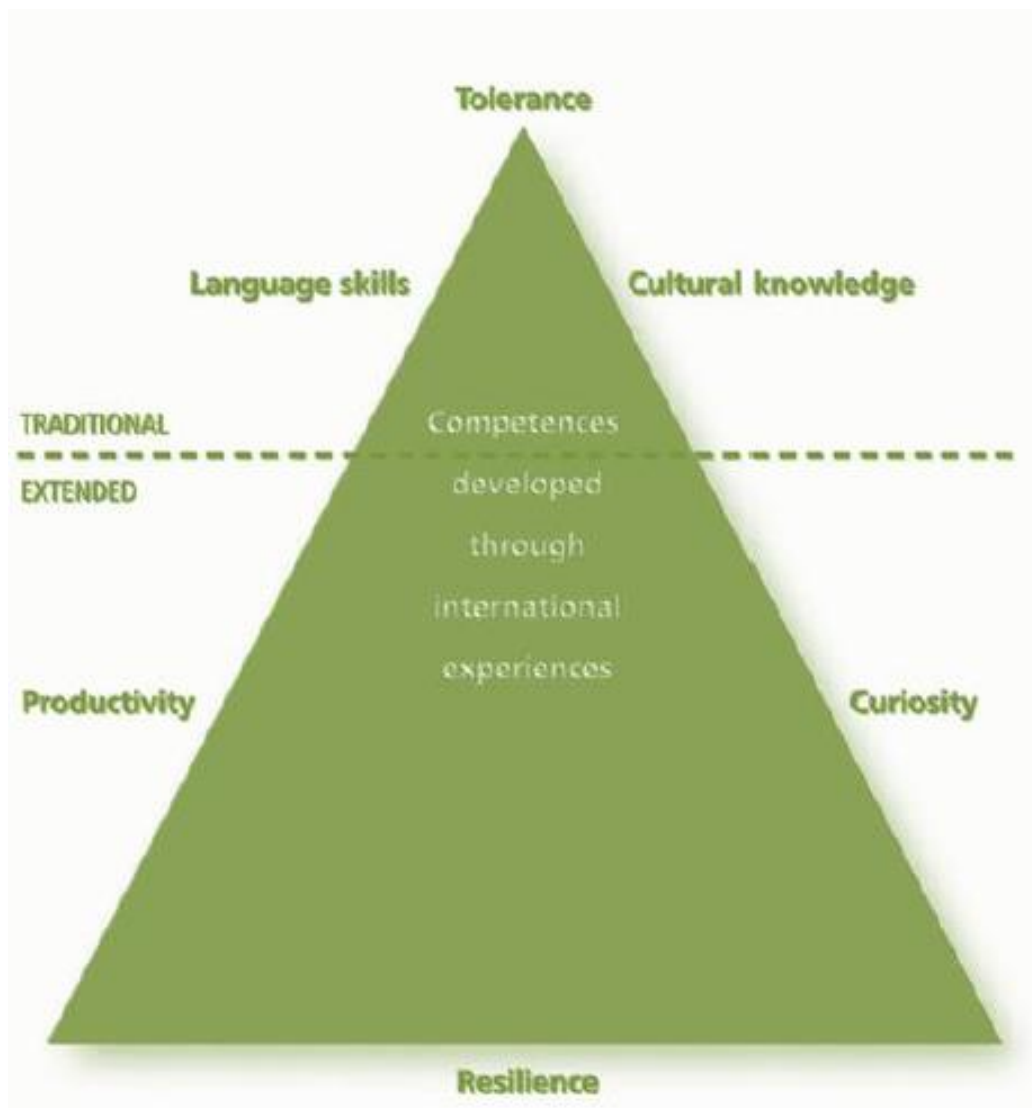 Tolerance
Language skills
Cultural knowledge
TRADITIONAL
Competences
EXTENDED
developed
through
international
experiences
Productivity
Curiosity
Resilience